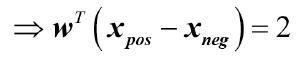 ⇒ w^T ( x_pos − x_neg ) = 2